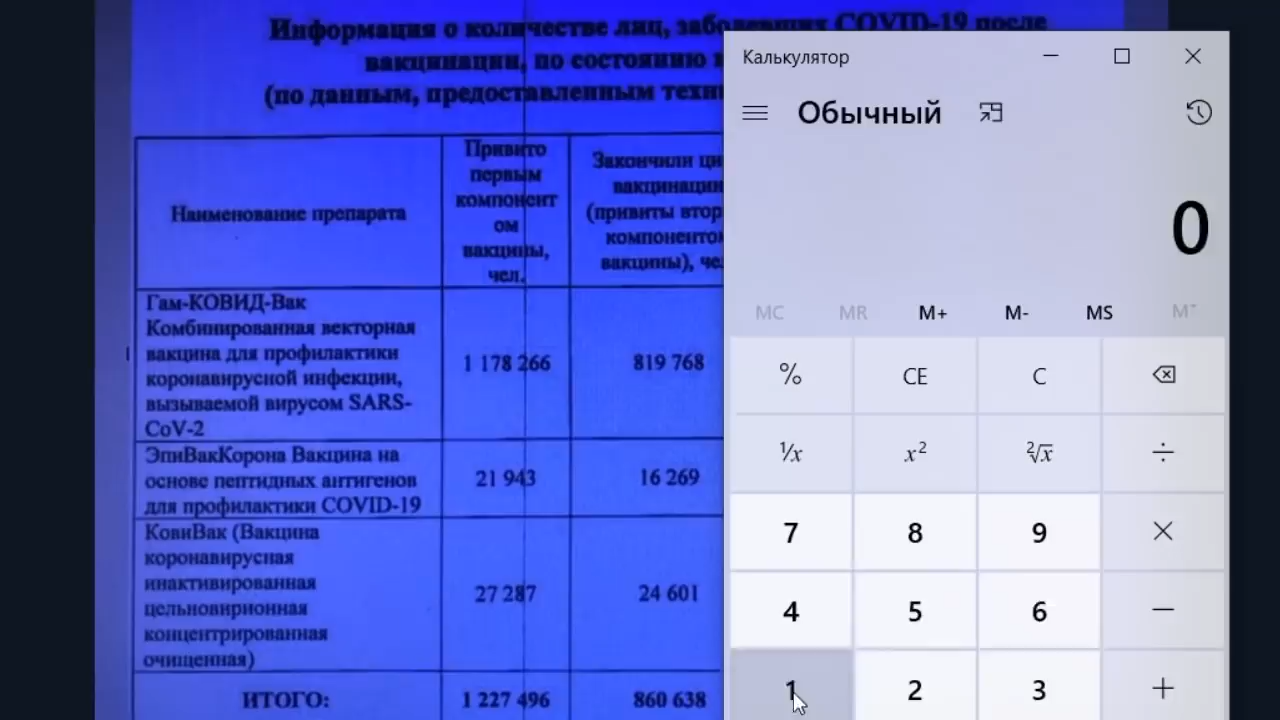 Информация о количестве лиц, заболевших COVID-19 после
вакцинации, по состоянию
(по данным, предоставленным
Наименование препарата
Привито
первым
компонент
ом
вакцины,
чел.
Закончили
вакцинации
(привиты
компонентом
вакцины),
Гам-КОВИД-Вак
Комбинированная векторная
вакцина для профилактики
коронавирусной инфекции,
вызываемой вирусом SARS-
CoV-2
1 178 266
819 768
ЭпиВакКорона Вакцина на
основе пептидных антигенов
для профилактики COVID-19
21 943
16 269
КовиВак (Вакцина
коронавирусная
инактивированная
цельновирионная
концентрированная
очищенная)
27 287
24 601
ИТОГО:
1 227 496
860 638
Калькулятор
Обычный
0
MC MR M+ M- MS M˅
% CE C
¹/x x² ²√x ÷
7 8 9 ×
4 5 6 −
1 2 3 +